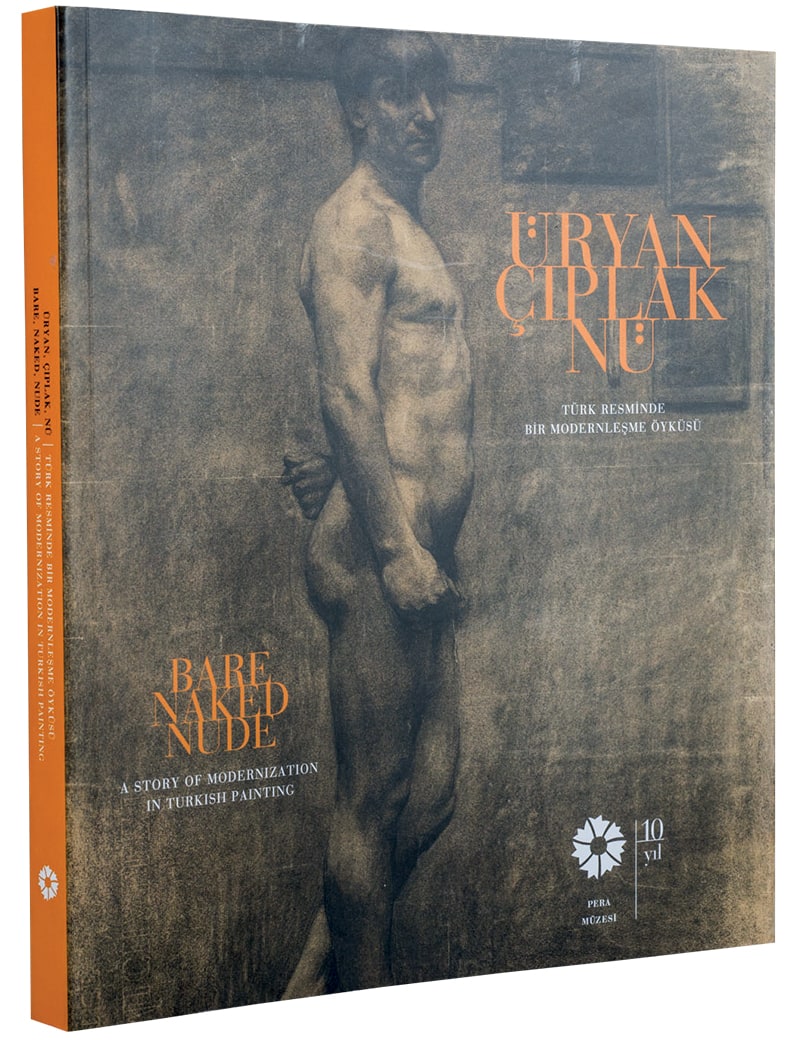 ÜRYAN
ÇIPLAK
NÜ
TÜRK RESMİNDE
BİR MODERNLEŞME ÖYKÜSÜ
BARE
NAKED
NUDE
A STORY OF MODERNIZATION
IN TURKISH PAINTING
10
yıl
PERA
MÜZESİ
ÜRYAN, ÇIPLAK, NÜ | TÜRK RESMİNDE BİR MODERNLEŞME ÖYKÜSÜ
BARE, NAKED, NUDE | A STORY OF MODERNIZATION IN TURKISH PAINTING